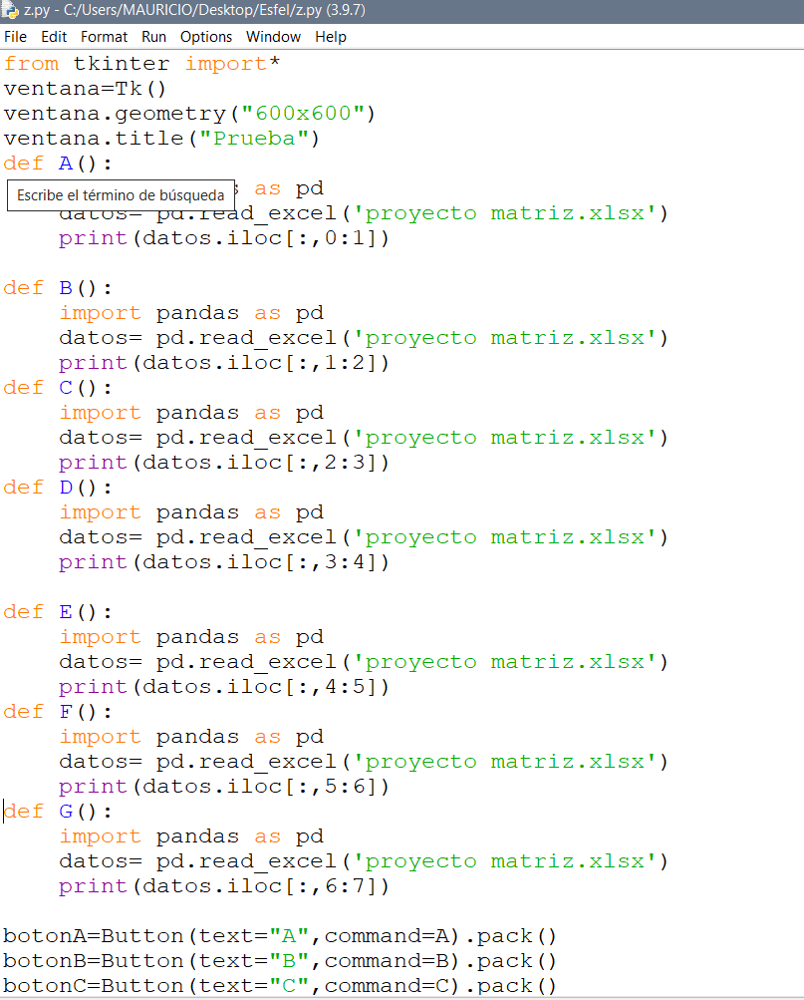 z.py - C:/Users/MAURICIO/Desktop/Esfel/z.py (3.9.7)
File Edit Format Run Options Window Help
from tkinter import*
ventana=Tk()
ventana.geometry("600x600")
ventana.title("Prueba")
def A():
as pd
Escribe el término de búsqueda
datos= pd.read_excel('proyecto matriz.xlsx')
print(datos.iloc[:,0:1])
def B():
import pandas as pd
datos= pd.read_excel('proyecto matriz.xlsx')
print(datos.iloc[:,1:2])
def C():
import pandas as pd
datos= pd.read_excel('proyecto matriz.xlsx')
print(datos.iloc[:,2:3])
def D():
import pandas as pd
datos= pd.read_excel('proyecto matriz.xlsx')
print(datos.iloc[:,3:4])
def E():
import pandas as pd
datos= pd.read_excel('proyecto matriz.xlsx')
print(datos.iloc[:,4:5])
def F():
import pandas as pd
datos= pd.read_excel('proyecto matriz.xlsx')
print(datos.iloc[:,5:6])
def G():
import pandas as pd
datos= pd.read_excel('proyecto matriz.xlsx')
print(datos.iloc[:,6:7])
botonA=Button(text="A",command=A).pack()
botonB=Button(text="B",command=B).pack()
botonC=Button(text="C",command=C).pack()